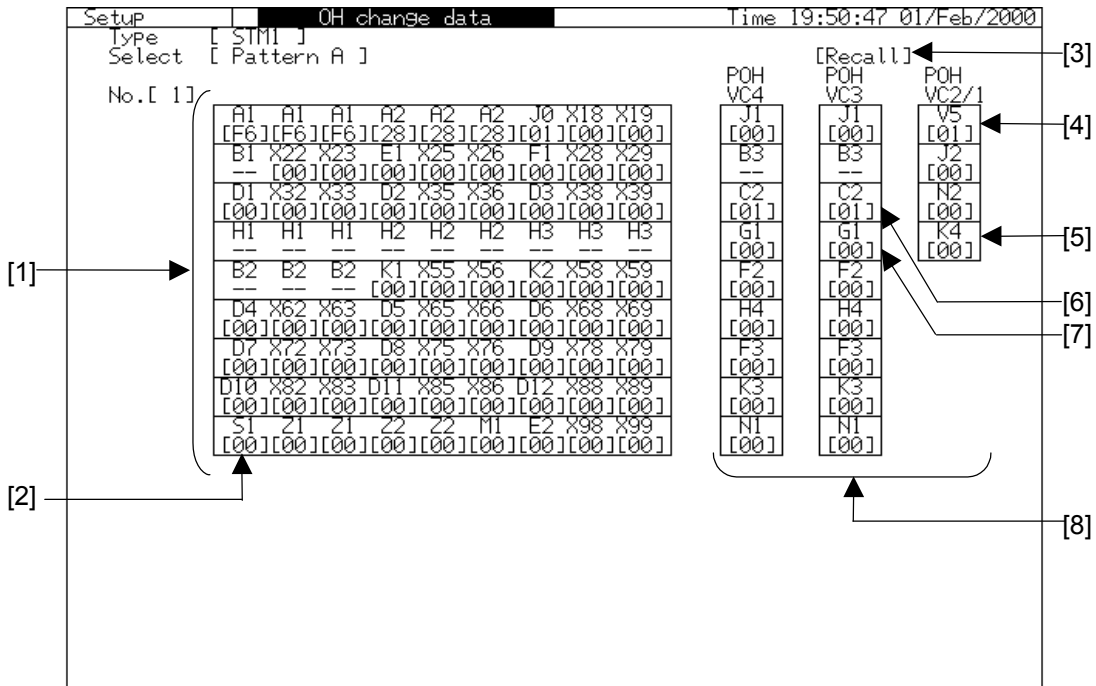 Setup OH change data Time 19:50:47 01/Feb/2000
Type [ STM1 ]
Select [ Pattern A ] [Recall] [3]
POH POH POH
No.[ 1] VC4 VC3 VC2/1
A1 A1 A1 A2 A2 A2 J0 X18 X19 J1 J1 V5
[F6][F6][F6][28][28][28][01][00][00] [00] [00] [01] [4]
B1 X22 X23 E1 X25 X26 F1 X28 X29 B3 B3 J2
-- [00][00][00][00][00][00][00][00] -- -- [00]
D1 X32 X33 D2 X35 X36 D3 X38 X39 C2 C2 N2
[00][00][00][00][00][00][00][00][00] [01] [01] [00]
H1 H1 H1 H2 H2 H2 H3 H3 H3 G1 G1 K4 [5]
-- -- -- -- -- -- -- -- -- [00] [00] [00]
[1] B2 B2 B2 K1 X55 X56 K2 X58 X59 F2 F2
-- -- -- [00][00][00][00][00][00] [00] [00] [6]
D4 X62 X63 D5 X65 X66 D6 X68 X69 H4 H4
[00][00][00][00][00][00][00][00][00] [00] [00] [7]
D7 X72 X73 D8 X75 X76 D9 X78 X79 F3 F3
[00][00][00][00][00][00][00][00][00] [00] [00]
D10 X82 X83 D11 X85 X86 D12 X88 X89 K3 K3
[00][00][00][00][00][00][00][00][00] [00] [00]
S1 Z1 Z1 Z2 Z2 M1 E2 X98 X99 N1 N1
[00][00][00][00][00][00][00][00][00] [00] [00]
[2]
[8]